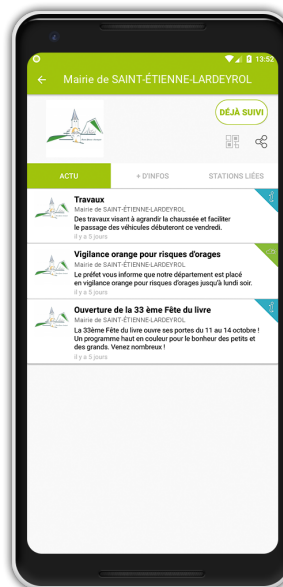 13:52
Mairie de SAINT-ÉTIENNE-LARDEYROL
DÉJÀ SUIVI
ACTU
+ D'INFOS
STATIONS LIÉES
Travaux
Mairie de SAINT-ÉTIENNE-LARDEYROL
Des travaux visant à agrandir la chaussée et faciliter
le passage des véhicules débuteront ce vendredi.
il y a 5 jours
Vigilance orange pour risques d'orages
Le préfet vous informe que notre département est placé
en vigilance orange pour risques d'orages jusqu'à lundi soir.
il y a 5 jours
Ouverture de la 33 ème Fête du livre
Mairie de SAINT-ÉTIENNE-LARDEYROL
La 33ème Fête du livre ouvre ses portes du 11 au 14 octobre !
Un programme haut en couleur pour le bonheur des petits et
des grands. Venez nombreux !
il y a 5 jours